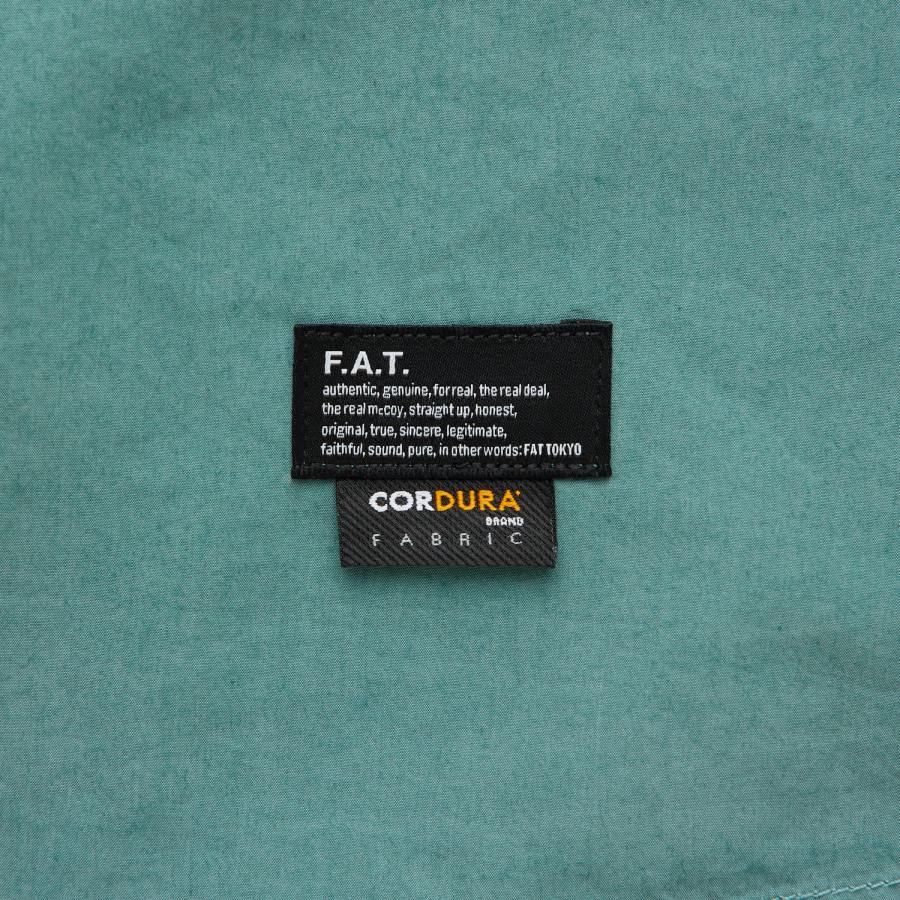 F.A.T.
authentic, genuine, for real, the real deal,
the real mccoy, straight up, honest,
original, true, sincere, legitimate,
faithful, sound, pure, in other words: FAT TOKYO
CORDURA
BRAND
FABRIC